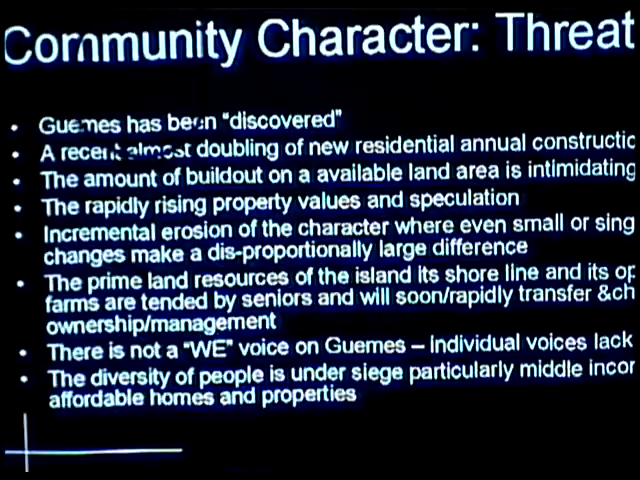 Community Character: Threat
• Guemes has been "discovered"
• A recent almost doubling of new residential annual constructio
• The amount of buildout on a available land area is intimidating
• The rapidly rising property values and speculation
• Incremental erosion of the character where even small or sing
changes make a dis-proportionally large difference
• The prime land resources of the island its shore line and its op
farms are tended by seniors and will soon/rapidly transfer &ch
ownership/management
• There is not a "WE" voice on Guemes – Individual voices lack
• The diversity of people is under siege particularly middle incor
affordable homes and properties